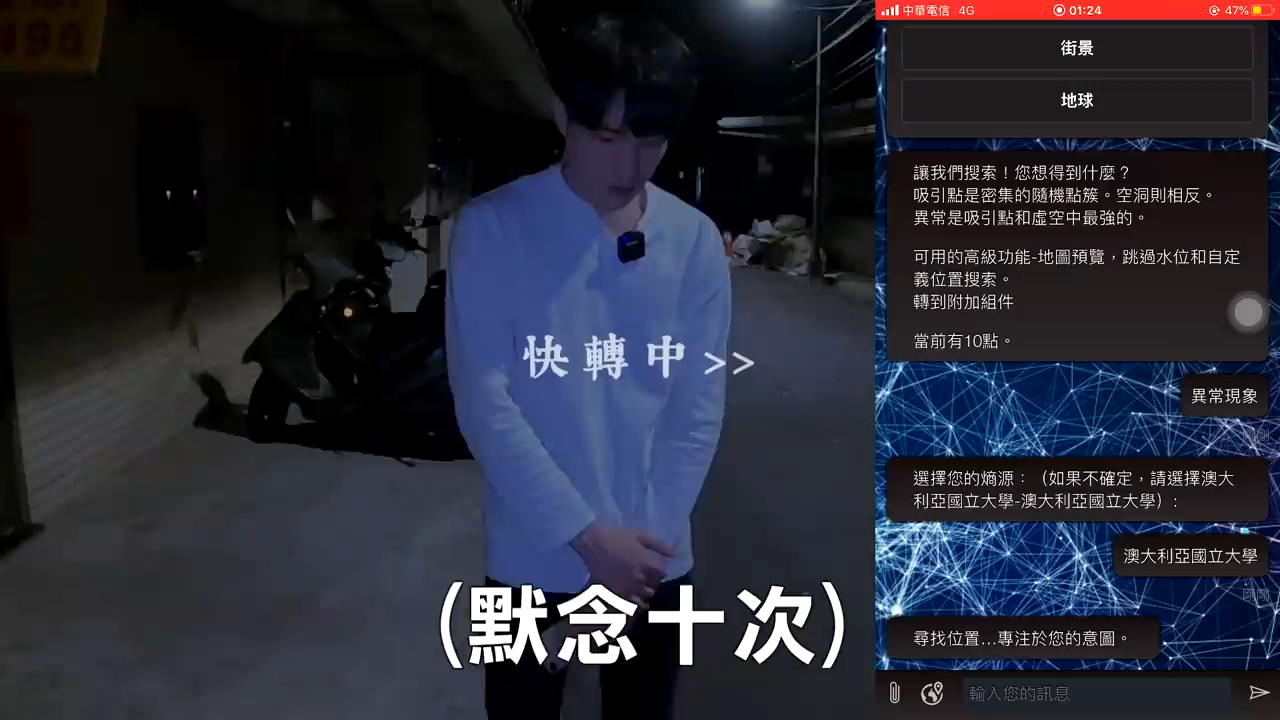 快轉中>>
(默念十次)
中華電信 4G
01:24
47%
街景
地球
讓我們搜索！您想得到什麼？
吸引點是密集的隨機點簇。空洞則相反。
異常是吸引點和虛空中最強的。
可用的高級功能-地圖預覽，跳過水位和自定
義位置搜索。
轉到附加組件
當前有10點。
異常現象
選擇您的熵源：（如果不確定，請選擇澳大
利亞國立大學-澳大利亞國立大學）:
澳大利亞國立大學
尋找位置...專注於您的意圖。
輸入您的訊息